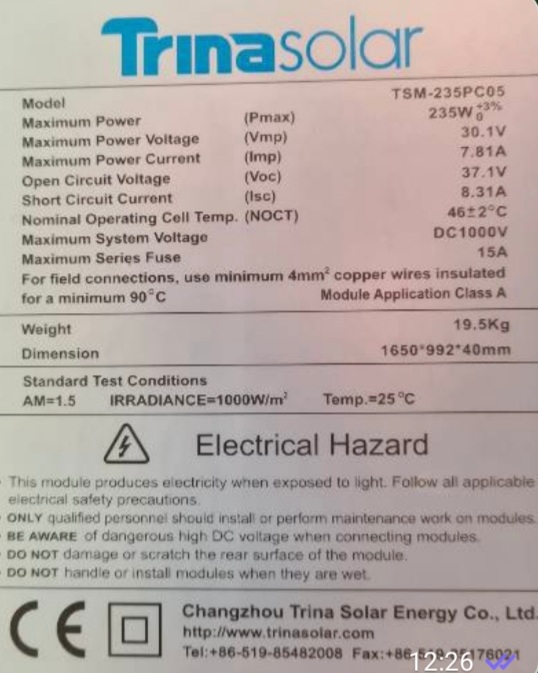 Trinasolar
Model TSM-235PC05
Maximum Power (Pmax) 235W +3% 0
Maximum Power Voltage (Vmp) 30.1V
Maximum Power Current (Imp) 7.81A
Open Circuit Voltage (Voc) 37.1V
Short Circuit Current (Isc) 8.31A
Nominal Operating Cell Temp. (NOCT) 46±2°C
Maximum System Voltage DC1000V
Maximum Series Fuse 15A
For field connections, use minimum 4mm² copper wires insulated
for a minimum 90°C Module Application Class A
Weight 19.5Kg
Dimension 1650*992*40mm
Standard Test Conditions
AM=1.5 IRRADIANCE=1000W/m² Temp.=25°C
Electrical Hazard
This module produces electricity when exposed to light. Follow all applicable
electrical safety precautions.
ONLY qualified personnel should install or perform maintenance work on modules.
BE AWARE of dangerous high DC voltage when connecting modules.
DO NOT damage or scratch the rear surface of the module.
DO NOT handle or install modules when they are wet.
CE
Changzhou Trina Solar Energy Co., Ltd.
http://www.trinasolar.com
Tel:+86-519-85482008 Fax:
12:26